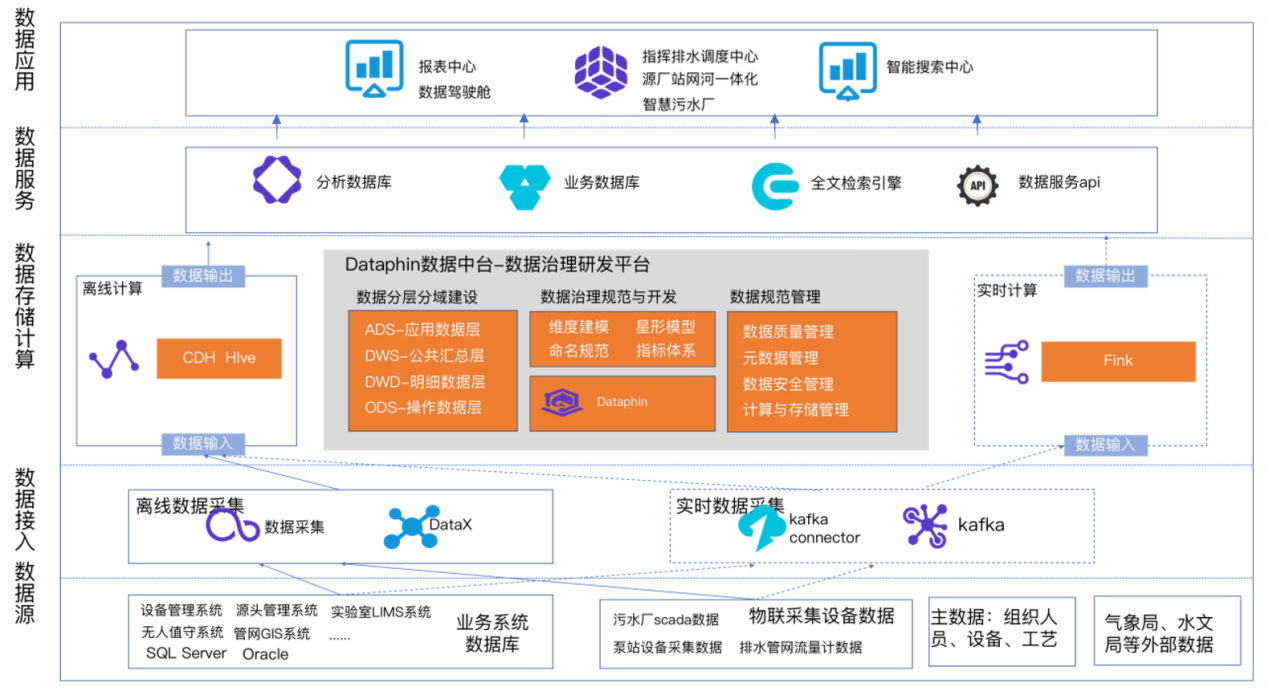 数据应用
报表中心
数据驾驶舱
指挥排水调度中心
源厂站网河一体化
智慧污水厂
智能搜索中心
数据服务
分析数据库
业务数据库
全文检索引擎
API
数据服务api
数据存储计算
数据输出
离线计算
CDH HIve
数据输入
Dataphin数据中台-数据治理研发平台
数据分层分域建设
ADS-应用数据层
DWS-公共汇总层
DWD-明细数据层
ODS-操作数据层
数据治理规范与开发
维度建模 星形模型
命名规范 指标体系
Dataphin
数据规范管理
数据质量管理
元数据管理
数据安全管理
计算与存储管理
数据输出
实时计算
Fink
数据输入
数据接入
离线数据采集
数据采集
DataX
实时数据采集
kafka
connector
kafka
数据源
设备管理系统 源头管理系统 实验室LIMS系统
无人值守系统 管网GIS系统 ......
SQL Server Oracle
业务系统
数据库
污水厂scada数据
物联采集设备数据
泵站设备采集数据 排水管网流量计数据
主数据：组织人
员、设备、工艺
气象局、水文
局等外部数据